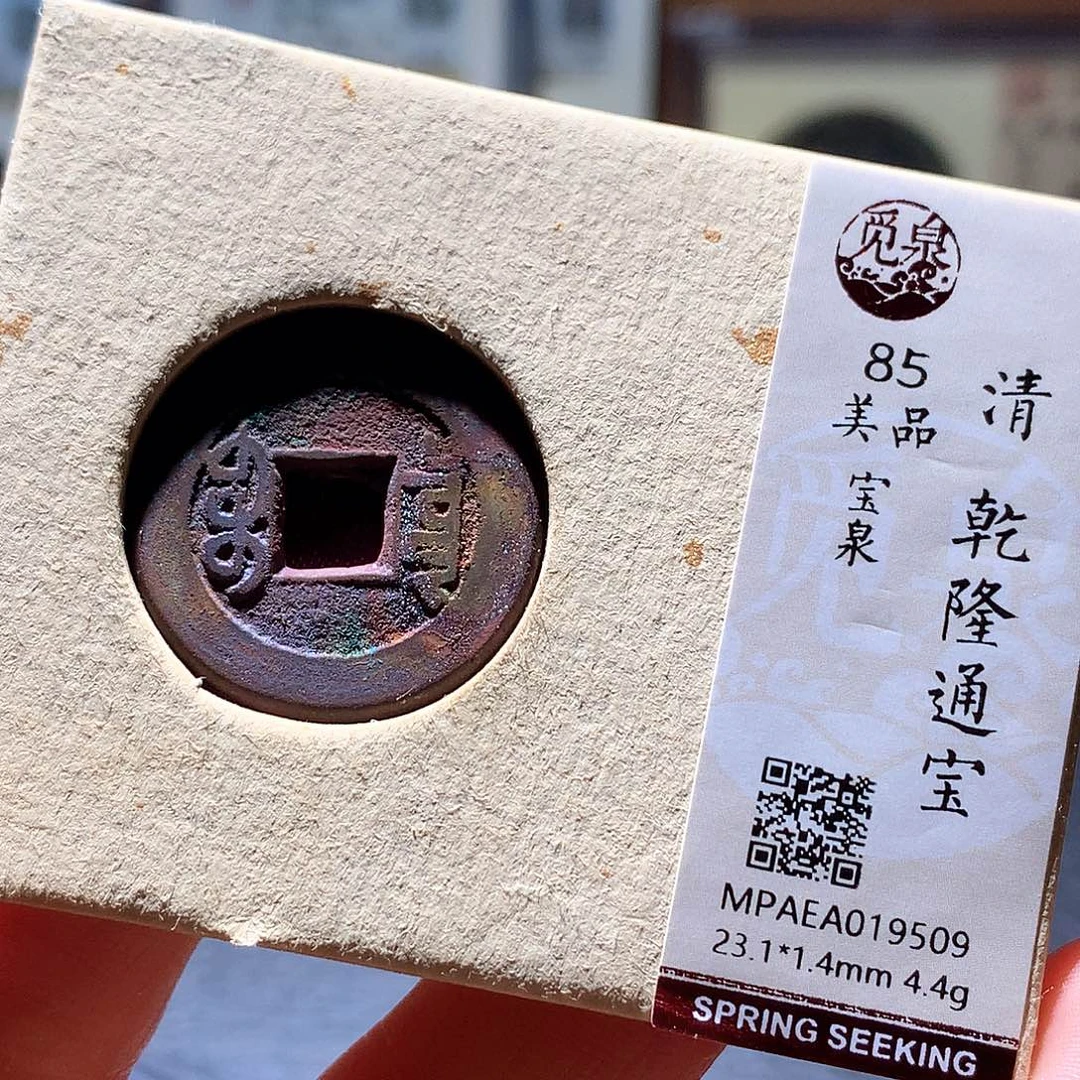 觅泉
85
美品
宝泉
清 乾隆通宝
MPAEA019509
23.1*1.4mm 4.4g
SPRING SEEKING